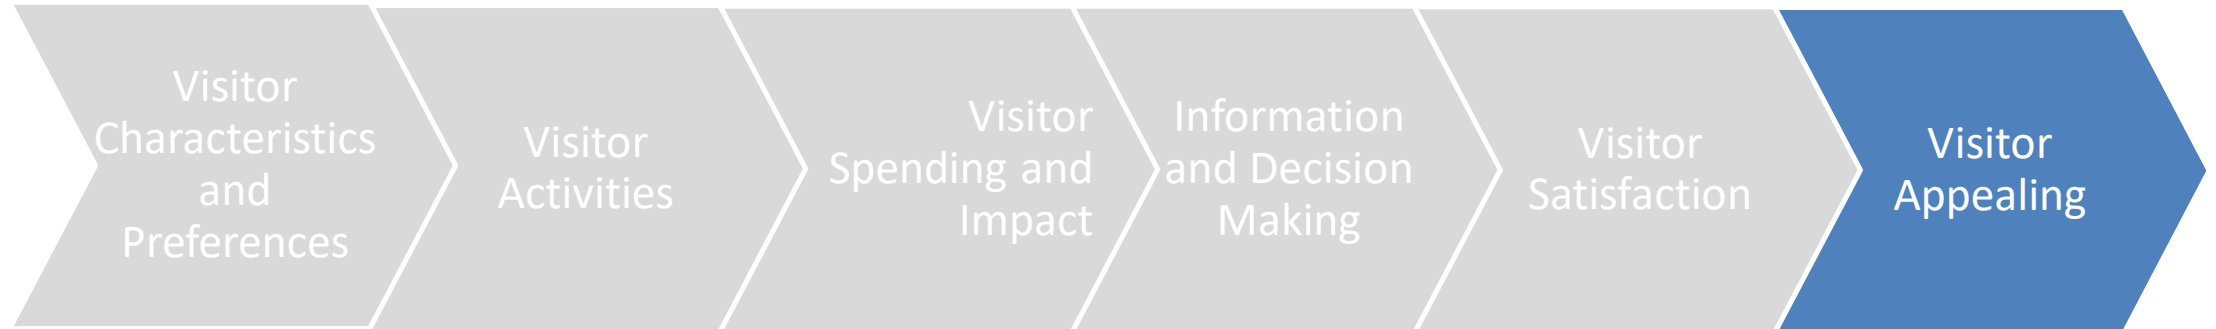 Visitor
Characteristics
and
Preferences
Visitor
Activities
Visitor
Spending and
Impact
Information
and Decision
Making
Visitor
Satisfaction
Visitor
Appealing